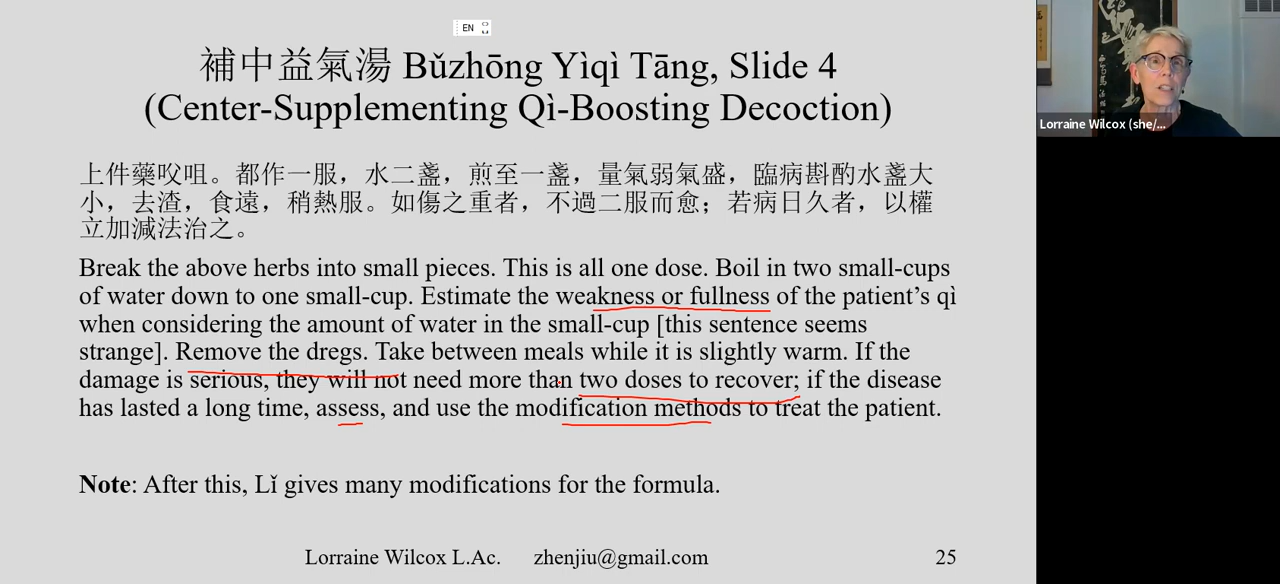 EN
補中益氣湯 Bǔzhōng Yìqì Tāng, Slide 4
(Center-Supplementing Qì-Boosting Decoction)
上件藥㕮咀。都作一服，水二盞，煎至一盞，量氣弱氣盛，臨病斟酌水盞大
小，去渣，食遠，稍熱服。如傷之重者，不過二服而愈；若病日久者，以權
立加減法治之。
Break the above herbs into small pieces. This is all one dose. Boil in two small-cups
of water down to one small-cup. Estimate the weakness or fullness of the patient’s qì
when considering the amount of water in the small-cup [this sentence seems
strange]. Remove the dregs. Take between meals while it is slightly warm. If the
damage is serious, they will not need more than two doses to recover; if the disease
has lasted a long time, assess, and use the modification methods to treat the patient.
Note: After this, Lǐ gives many modifications for the formula.
Lorraine Wilcox L.Ac. zhenjiu@gmail.com 25
Lorraine Wilcox (she/...